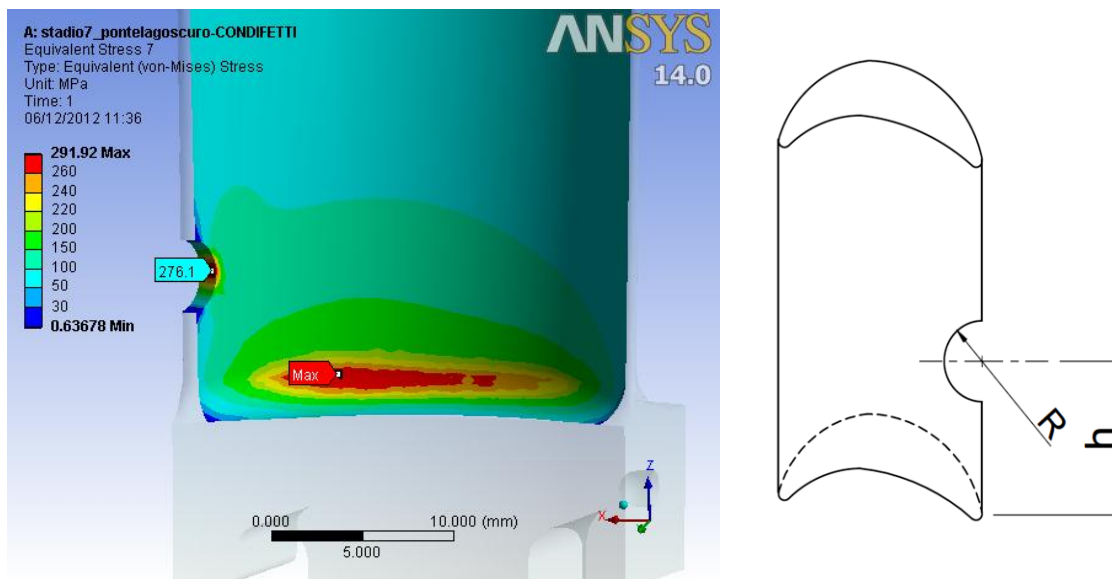 A: stadio7_pontelagoscuro-CONDIFETTI
Equivalent Stress 7
Type: Equivalent (von-Mises) Stress
Unit: MPa
Time: 1
06/12/2012 11:36
291.92 Max
260
240
220
200
150
100
50
30
0.63678 Min
ANSYS
14.0
276.1
Max
0.000
10.000 (mm)
5.000
Z
X
R
h